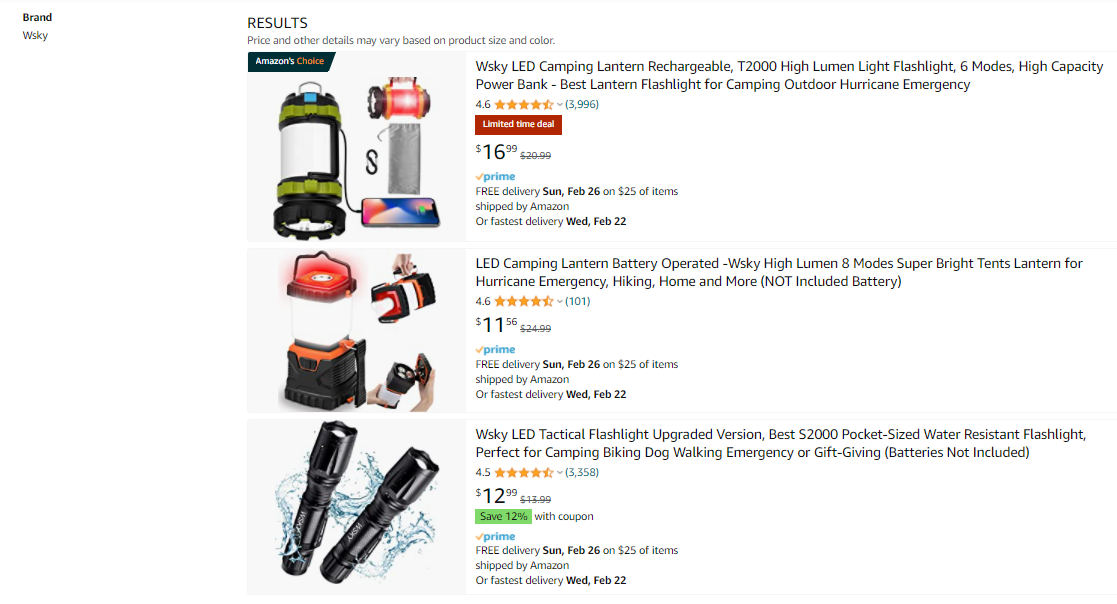 Brand
Wsky
RESULTS
Price and other details may vary based on product size and color.
Amazon's Choice
Wsky LED Camping Lantern Rechargeable, T2000 High Lumen Light Flashlight, 6 Modes, High Capacity
Power Bank - Best Lantern Flashlight for Camping Outdoor Hurricane Emergency
4.6 (3,996)
Limited time deal
$1699 $20.99
prime
FREE delivery Sun, Feb 26 on $25 of items
shipped by Amazon
Or fastest delivery Wed, Feb 22
LED Camping Lantern Battery Operated -Wsky High Lumen 8 Modes Super Bright Tents Lantern for
Hurricane Emergency, Hiking, Home and More (NOT Included Battery)
4.6 (101)
$1156 $24.99
prime
FREE delivery Sun, Feb 26 on $25 of items
shipped by Amazon
Or fastest delivery Wed, Feb 22
Wsky LED Tactical Flashlight Upgraded Version, Best S2000 Pocket-Sized Water Resistant Flashlight,
Perfect for Camping Biking Dog Walking Emergency or Gift-Giving (Batteries Not Included)
4.5 (3,358)
$1299 $13.99
Save 12% with coupon
prime
FREE delivery Sun, Feb 26 on $25 of items
shipped by Amazon
Or fastest delivery Wed, Feb 22
WSKY
WSKY